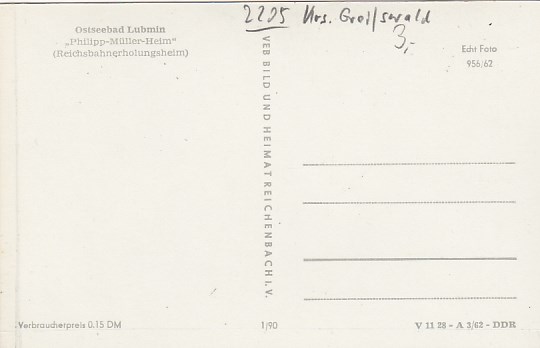 2205 Krs. Greifswald
3,-
Ostseebad Lubmin
„Philipp-Müller-Heim"
(Reichsbahnerholungsheim)
Echt Foto
956/62
VEB BILD UND HEIMAT REICHENBACH I. V.
Verbraucherpreis 0.15 DM
1/90
V 11 28 - A 3/62 - DDR